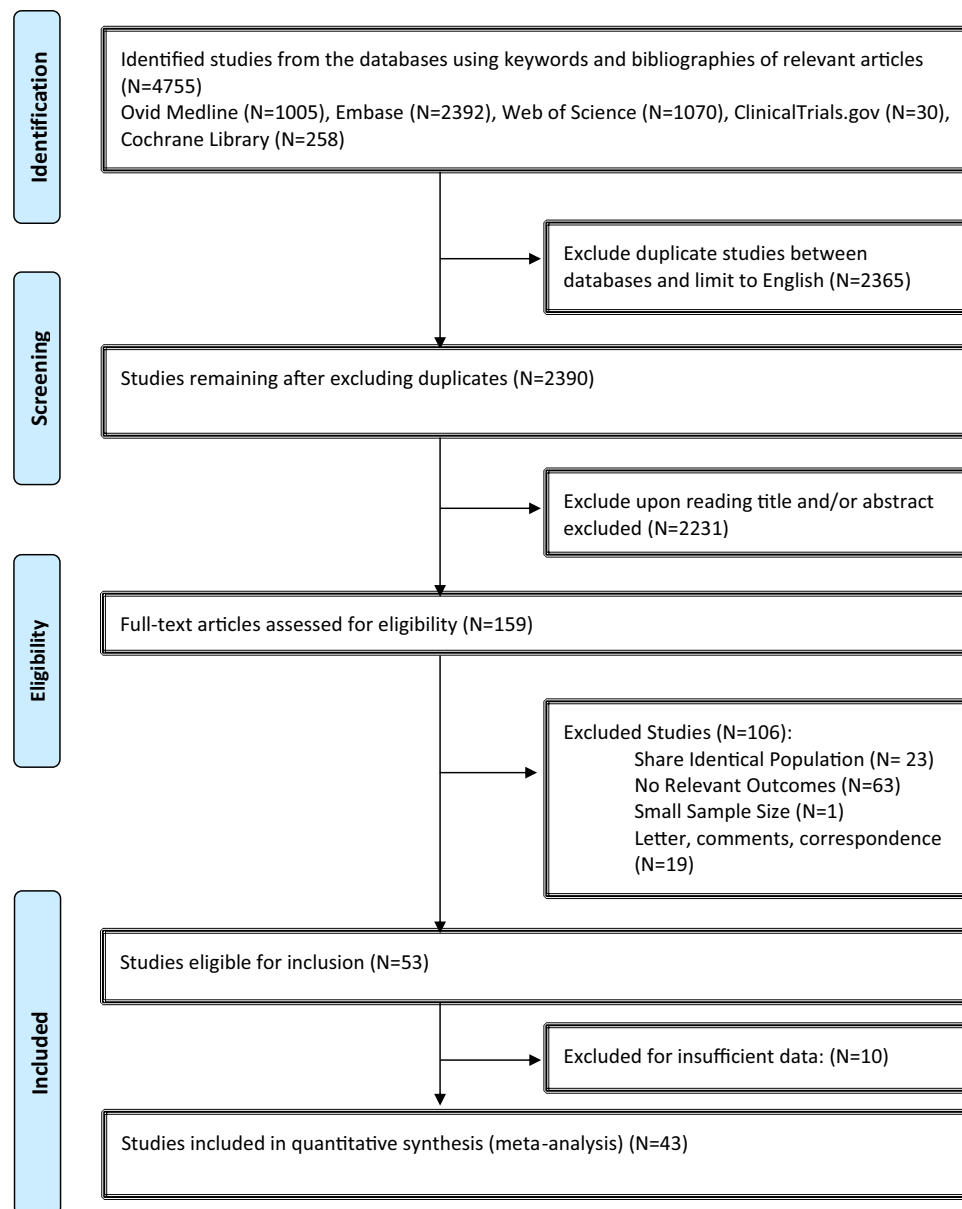 Identification
Identified studies from the databases using keywords and bibliographies of relevant articles
(N=4755)
Ovid Medline (N=1005), Embase (N=2392), Web of Science (N=1070), ClinicalTrials.gov (N=30),
Cochrane Library (N=258)
Exclude duplicate studies between
databases and limit to English (N=2365)
Screening
Studies remaining after excluding duplicates (N=2390)
Exclude upon reading title and/or abstract
excluded (N=2231)
Eligibility
Full-text articles assessed for eligibility (N=159)
Excluded Studies (N=106):
Share Identical Population (N= 23)
No Relevant Outcomes (N=63)
Small Sample Size (N=1)
Letter, comments, correspondence
(N=19)
Included
Studies eligible for inclusion (N=53)
Excluded for insufficient data: (N=10)
Studies included in quantitative synthesis (meta-analysis) (N=43)